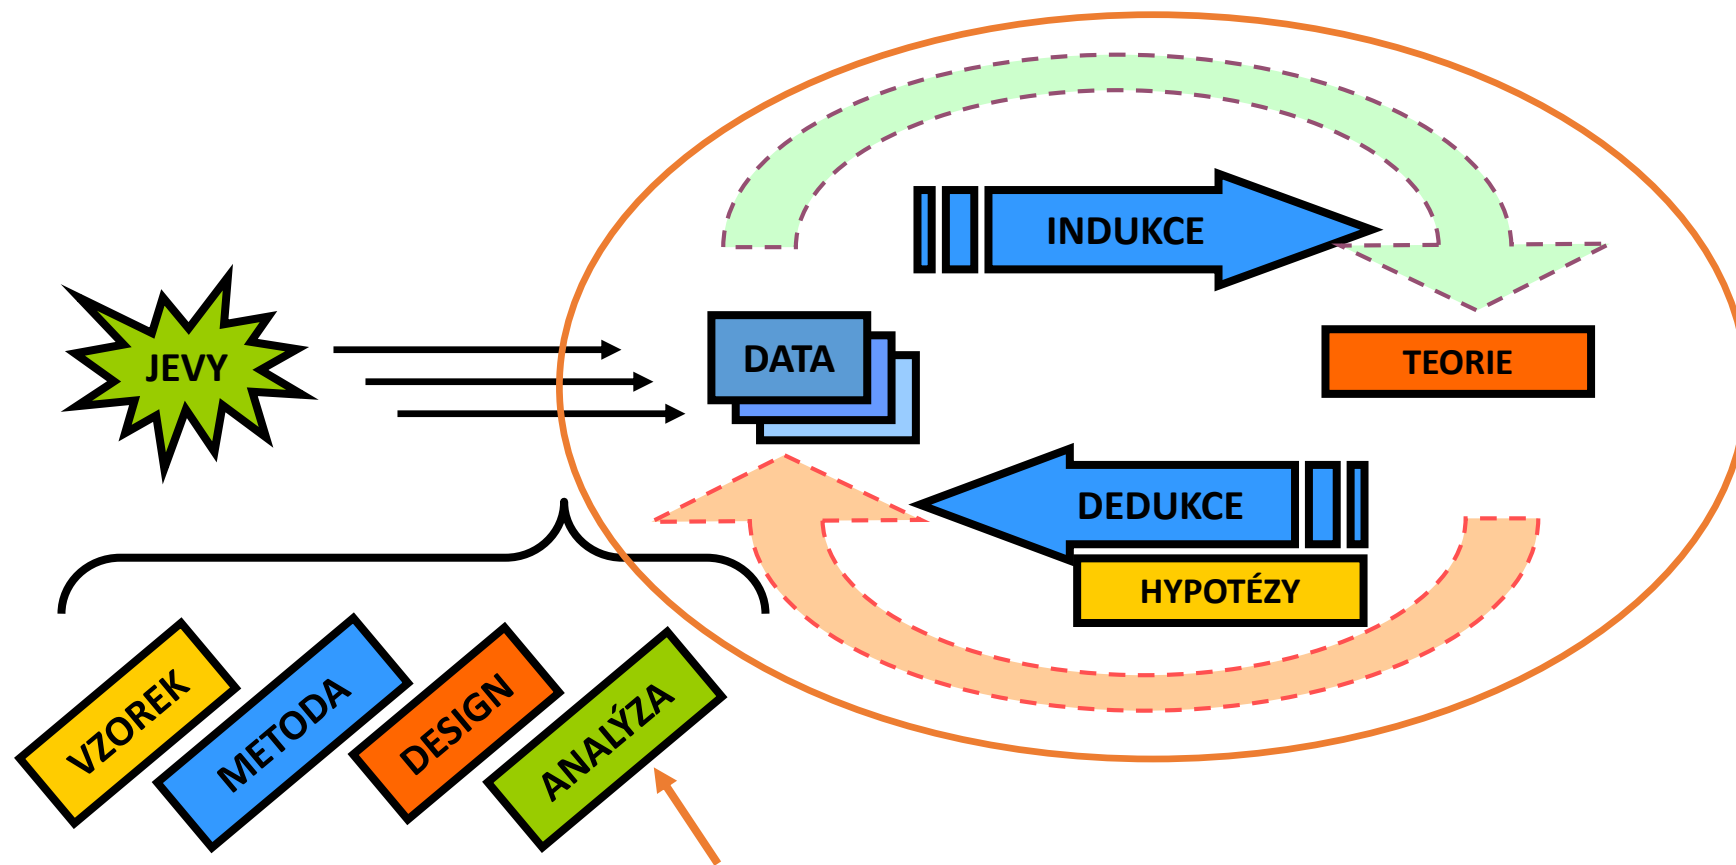 INDUKCE
JEVY
DATA
TEORIE
DEDUKCE
HYPOTÉZY
VZOREK
METODA
DESIGN
ANALÝZA